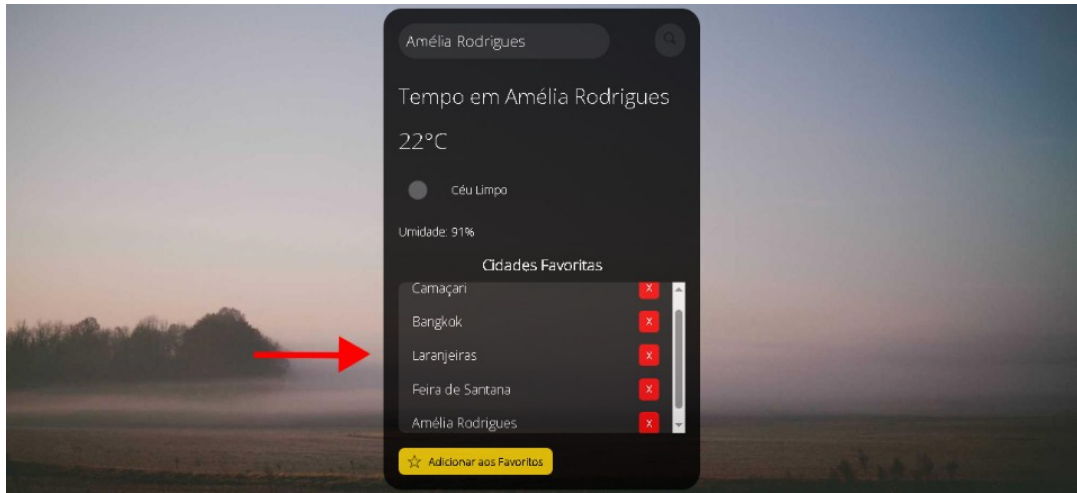 Amélia Rodrigues
Tempo em Amélia Rodrigues
22°C
Céu Limpo
Umidade: 91%
Cidades Favoritas
Camaçari X
Bangkok X
Laranjeiras X
Feira de Santana X
Amélia Rodrigues X
Adicionar aos Favoritos